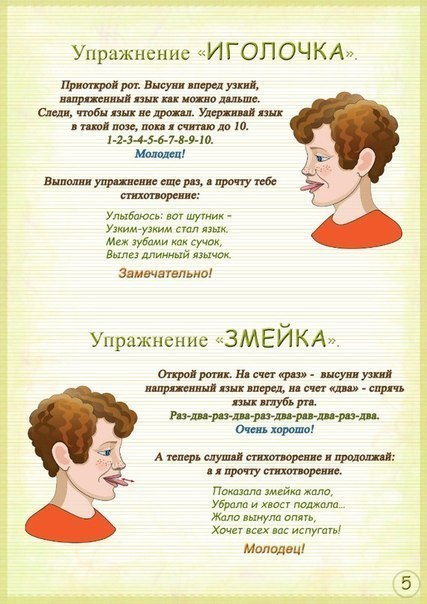 Упражнение «ИГОЛОЧКА».
Приоткрой рот. Высуни вперед узкий,
напряженный язык как можно дальше.
Следи, чтобы язык не дрожал. Удерживай язык
в такой позе, пока я считаю до 10.
1-2-3-4-5-6-7-8-9-10.
Молодец!
Выполни упражнение еще раз, а прочту тебе
стихотворение:
Улыбаюсь: вот шутник –
Узким-узким стал язык.
Меж зубами как сучок,
Вылез длинный язычок.
Замечательно!
Упражнение «ЗМЕЙКА».
Открой ротик. На счет «раз» - высуни узкий
напряженный язык вперед, на счет «два» - спрячь
язык вглубь рта.
Раз-два-раз-два-раз-два-рав-два-раз-два.
Очень хорошо!
А теперь слушай стихотворение и продолжай:
а я прочту стихотворение.
Показала змейка жало,
Убрала и хвост поджала...
Жало вынула опять,
Хочет всех вас испугать!
Молодец!
5